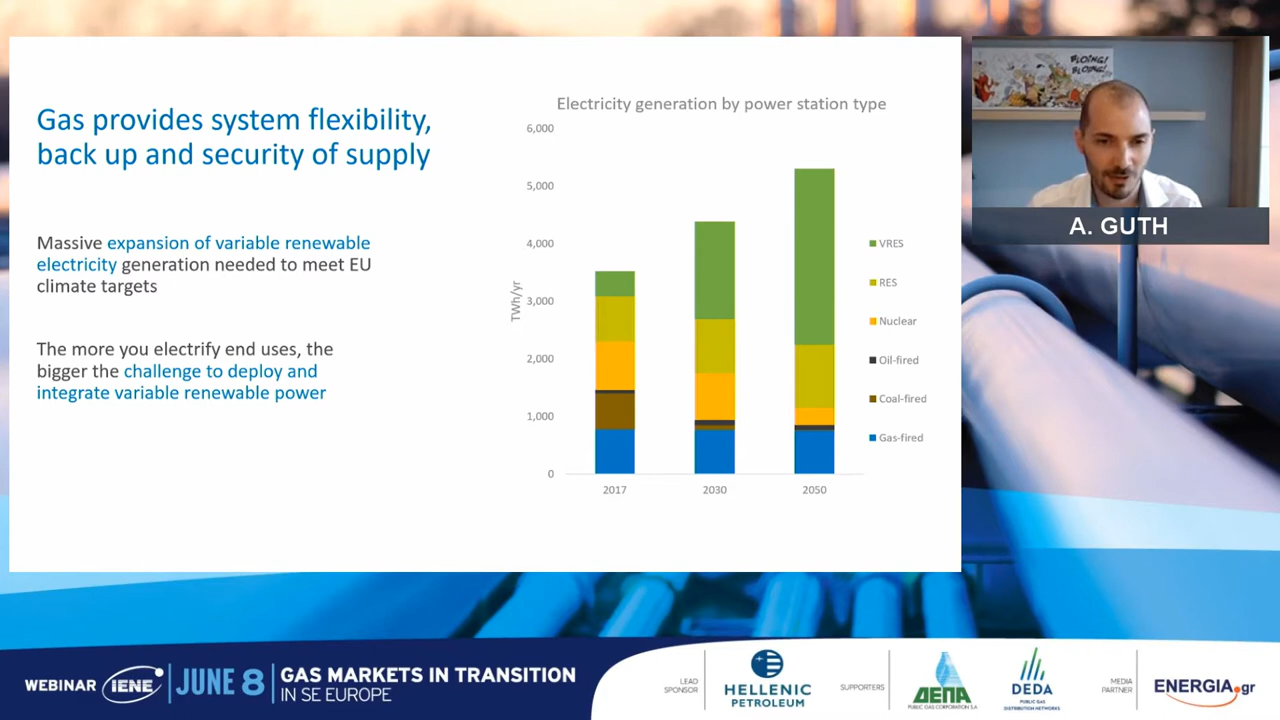 Gas provides system flexibility,
back up and security of supply
Massive expansion of variable renewable
electricity generation needed to meet EU
climate targets
The more you electrify end uses, the
bigger the challenge to deploy and
integrate variable renewable power
Electricity generation by power station type
TWh/yr
6,000
5,000
4,000
3,000
2,000
1,000
0
2017
2030
2050
VRES
RES
Nuclear
Oil-fired
Coal-fired
Gas-fired
BLOING!
BLOING!
A. GUTH
WEBINAR
IENE
JUNE 8
GAS MARKETS IN TRANSITION
IN SE EUROPE
LEAD
SPONSOR
HELLENIC
PETROLEUM
SUPPORTERS
ΔΕΠΑ
PUBLIC GAS CORPORATION S.A
DEDA
PUBLIC GAS
DISTRIBUTION NETWORKS
MEDIA
PARTNER
ENERGIA.gr